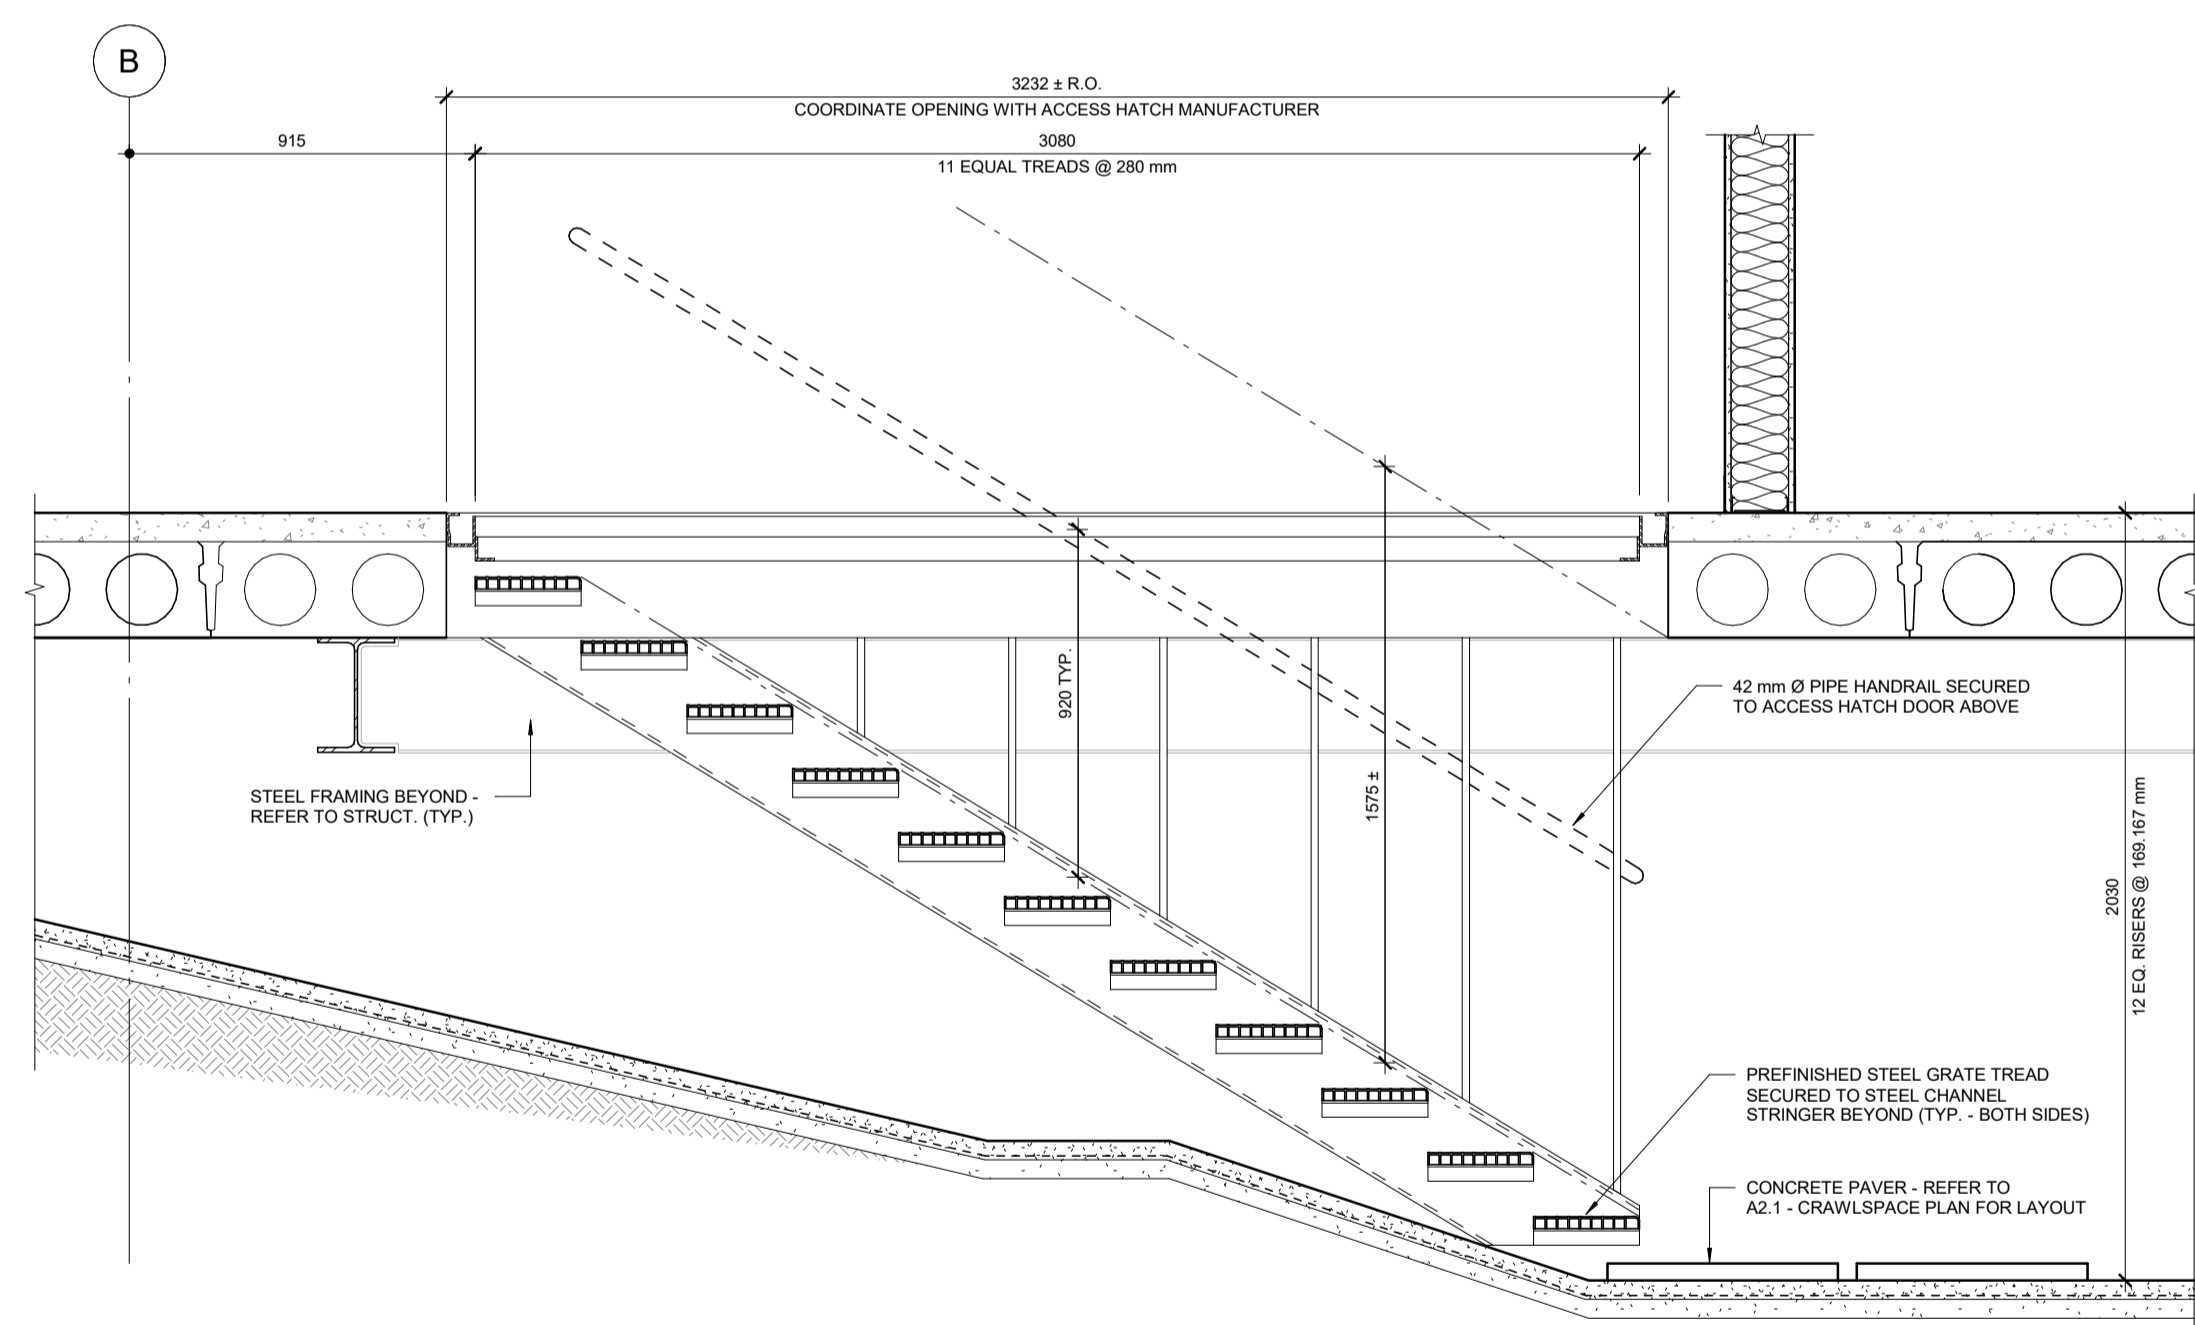 B
3232 ± R.O.
COORDINATE OPENING WITH ACCESS HATCH MANUFACTURER
915
3080
11 EQUAL TREADS @ 280 mm
920 TYP.
1575 ±
42 mm Ø PIPE HANDRAIL SECURED
TO ACCESS HATCH DOOR ABOVE
STEEL FRAMING BEYOND -
REFER TO STRUCT. (TYP.)
2030
12 EQ. RISERS @ 169.167 mm
PREFINISHED STEEL GRATE TREAD
SECURED TO STEEL CHANNEL
STRINGER BEYOND (TYP. - BOTH SIDES)
CONCRETE PAVER - REFER TO
A2.1 - CRAWLSPACE PLAN FOR LAYOUT